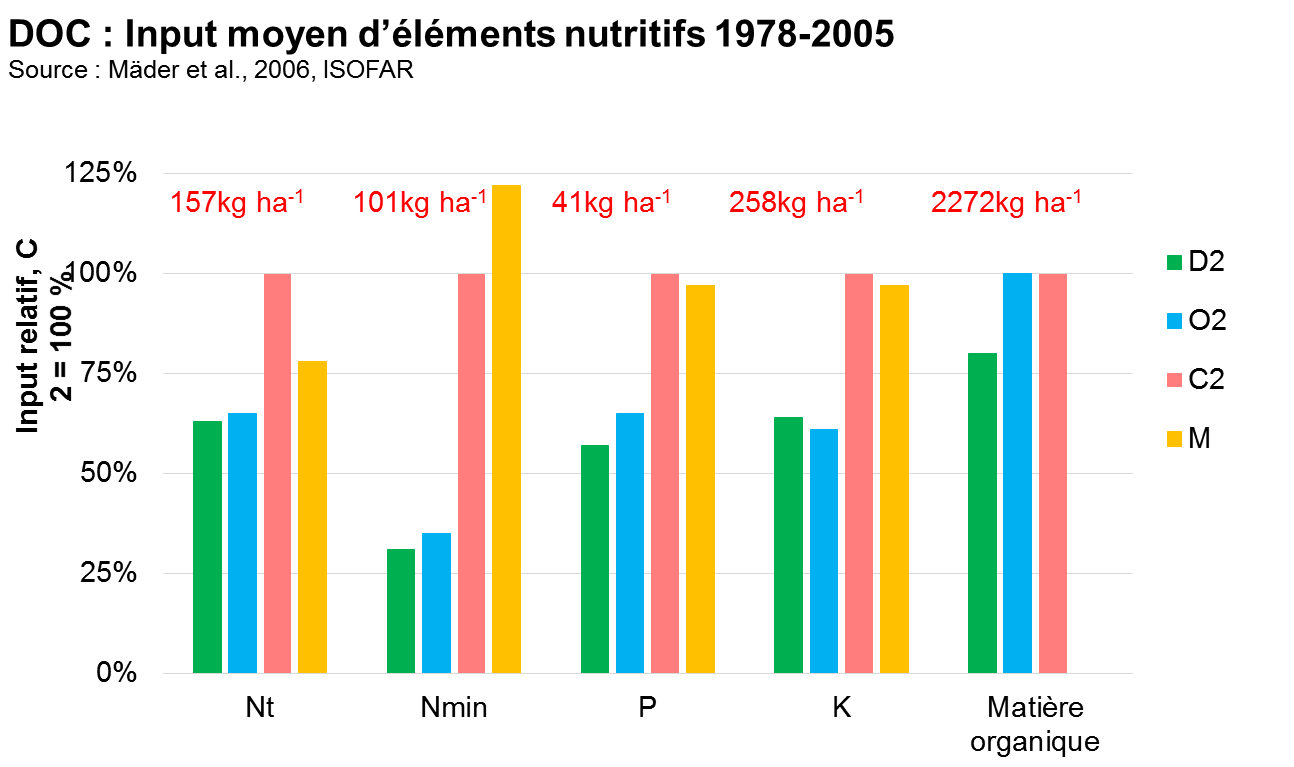 DOC : Input moyen d’éléments nutritifs 1978-2005
Source : Mäder et al., 2006, ISOFAR
Input relatif, C
2 = 100 %
125%
100%
75%
50%
25%
0%
157kg ha⁻¹
101kg ha⁻¹
41kg ha⁻¹
258kg ha⁻¹
2272kg ha⁻¹
Nt
Nmin
P
K
Matière
organique
D2
O2
C2
M